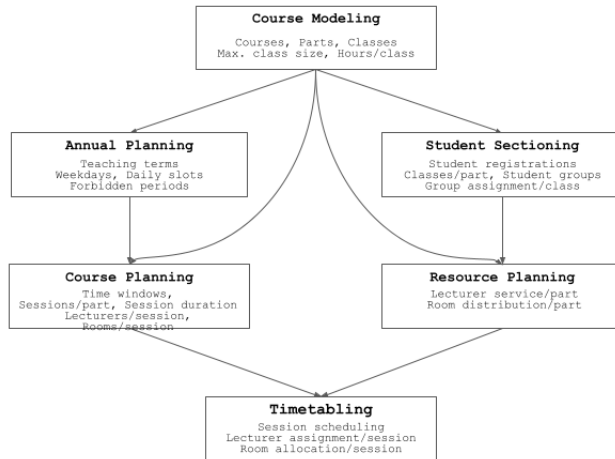 Course Modeling
Courses, Parts, Classes
Max. class size, Hours/class
Annual Planning
Teaching terms
Weekdays, Daily slots
Forbidden periods
Student Sectioning
Student registrations
Classes/part, Student groups
Group assignment/class
Course Planning
Time windows,
Sessions/part, Session duration
Lecturers/session,
Rooms/session
Resource Planning
Lecturer service/part
Room distribution/part
Timetabling
Session scheduling
Lecturer assignment/session
Room allocation/session